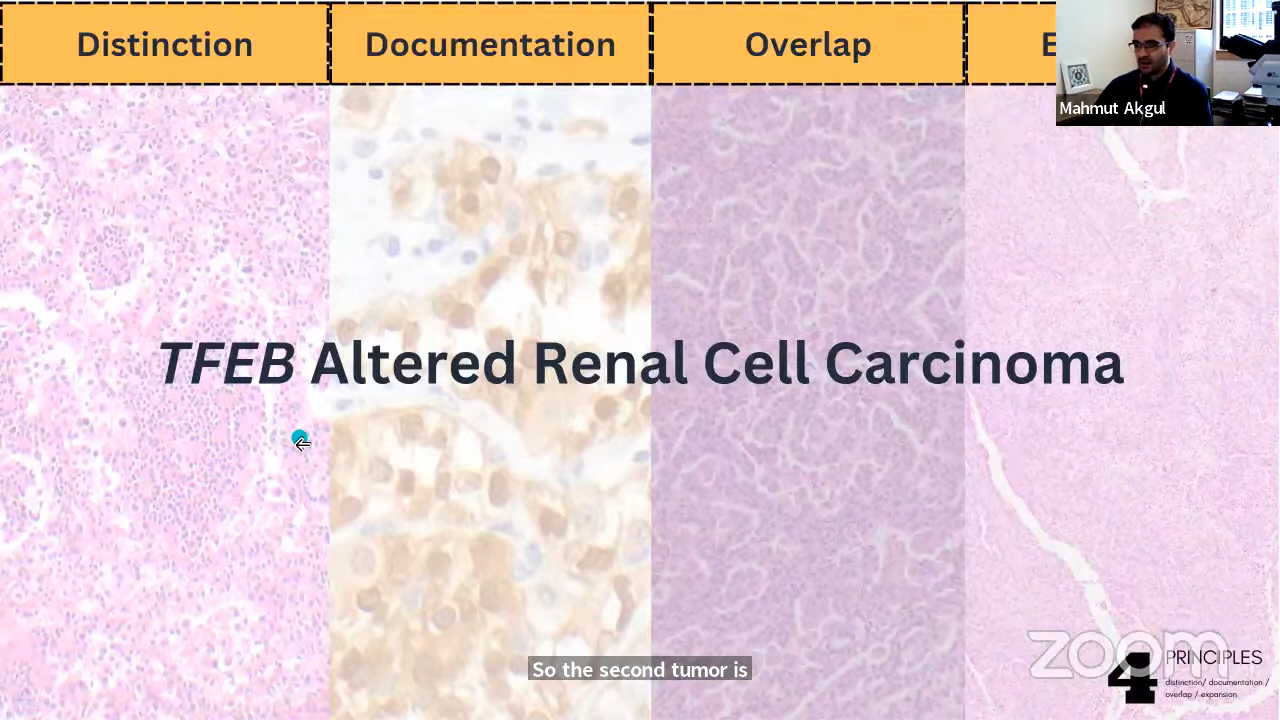 Distinction
Documentation
Overlap
E
Mahmut Akgul
TFEB Altered Renal Cell Carcinoma
So the second tumor is
zoom
4 PRINCIPLES
distinction/ documentation /
overlap / expansion